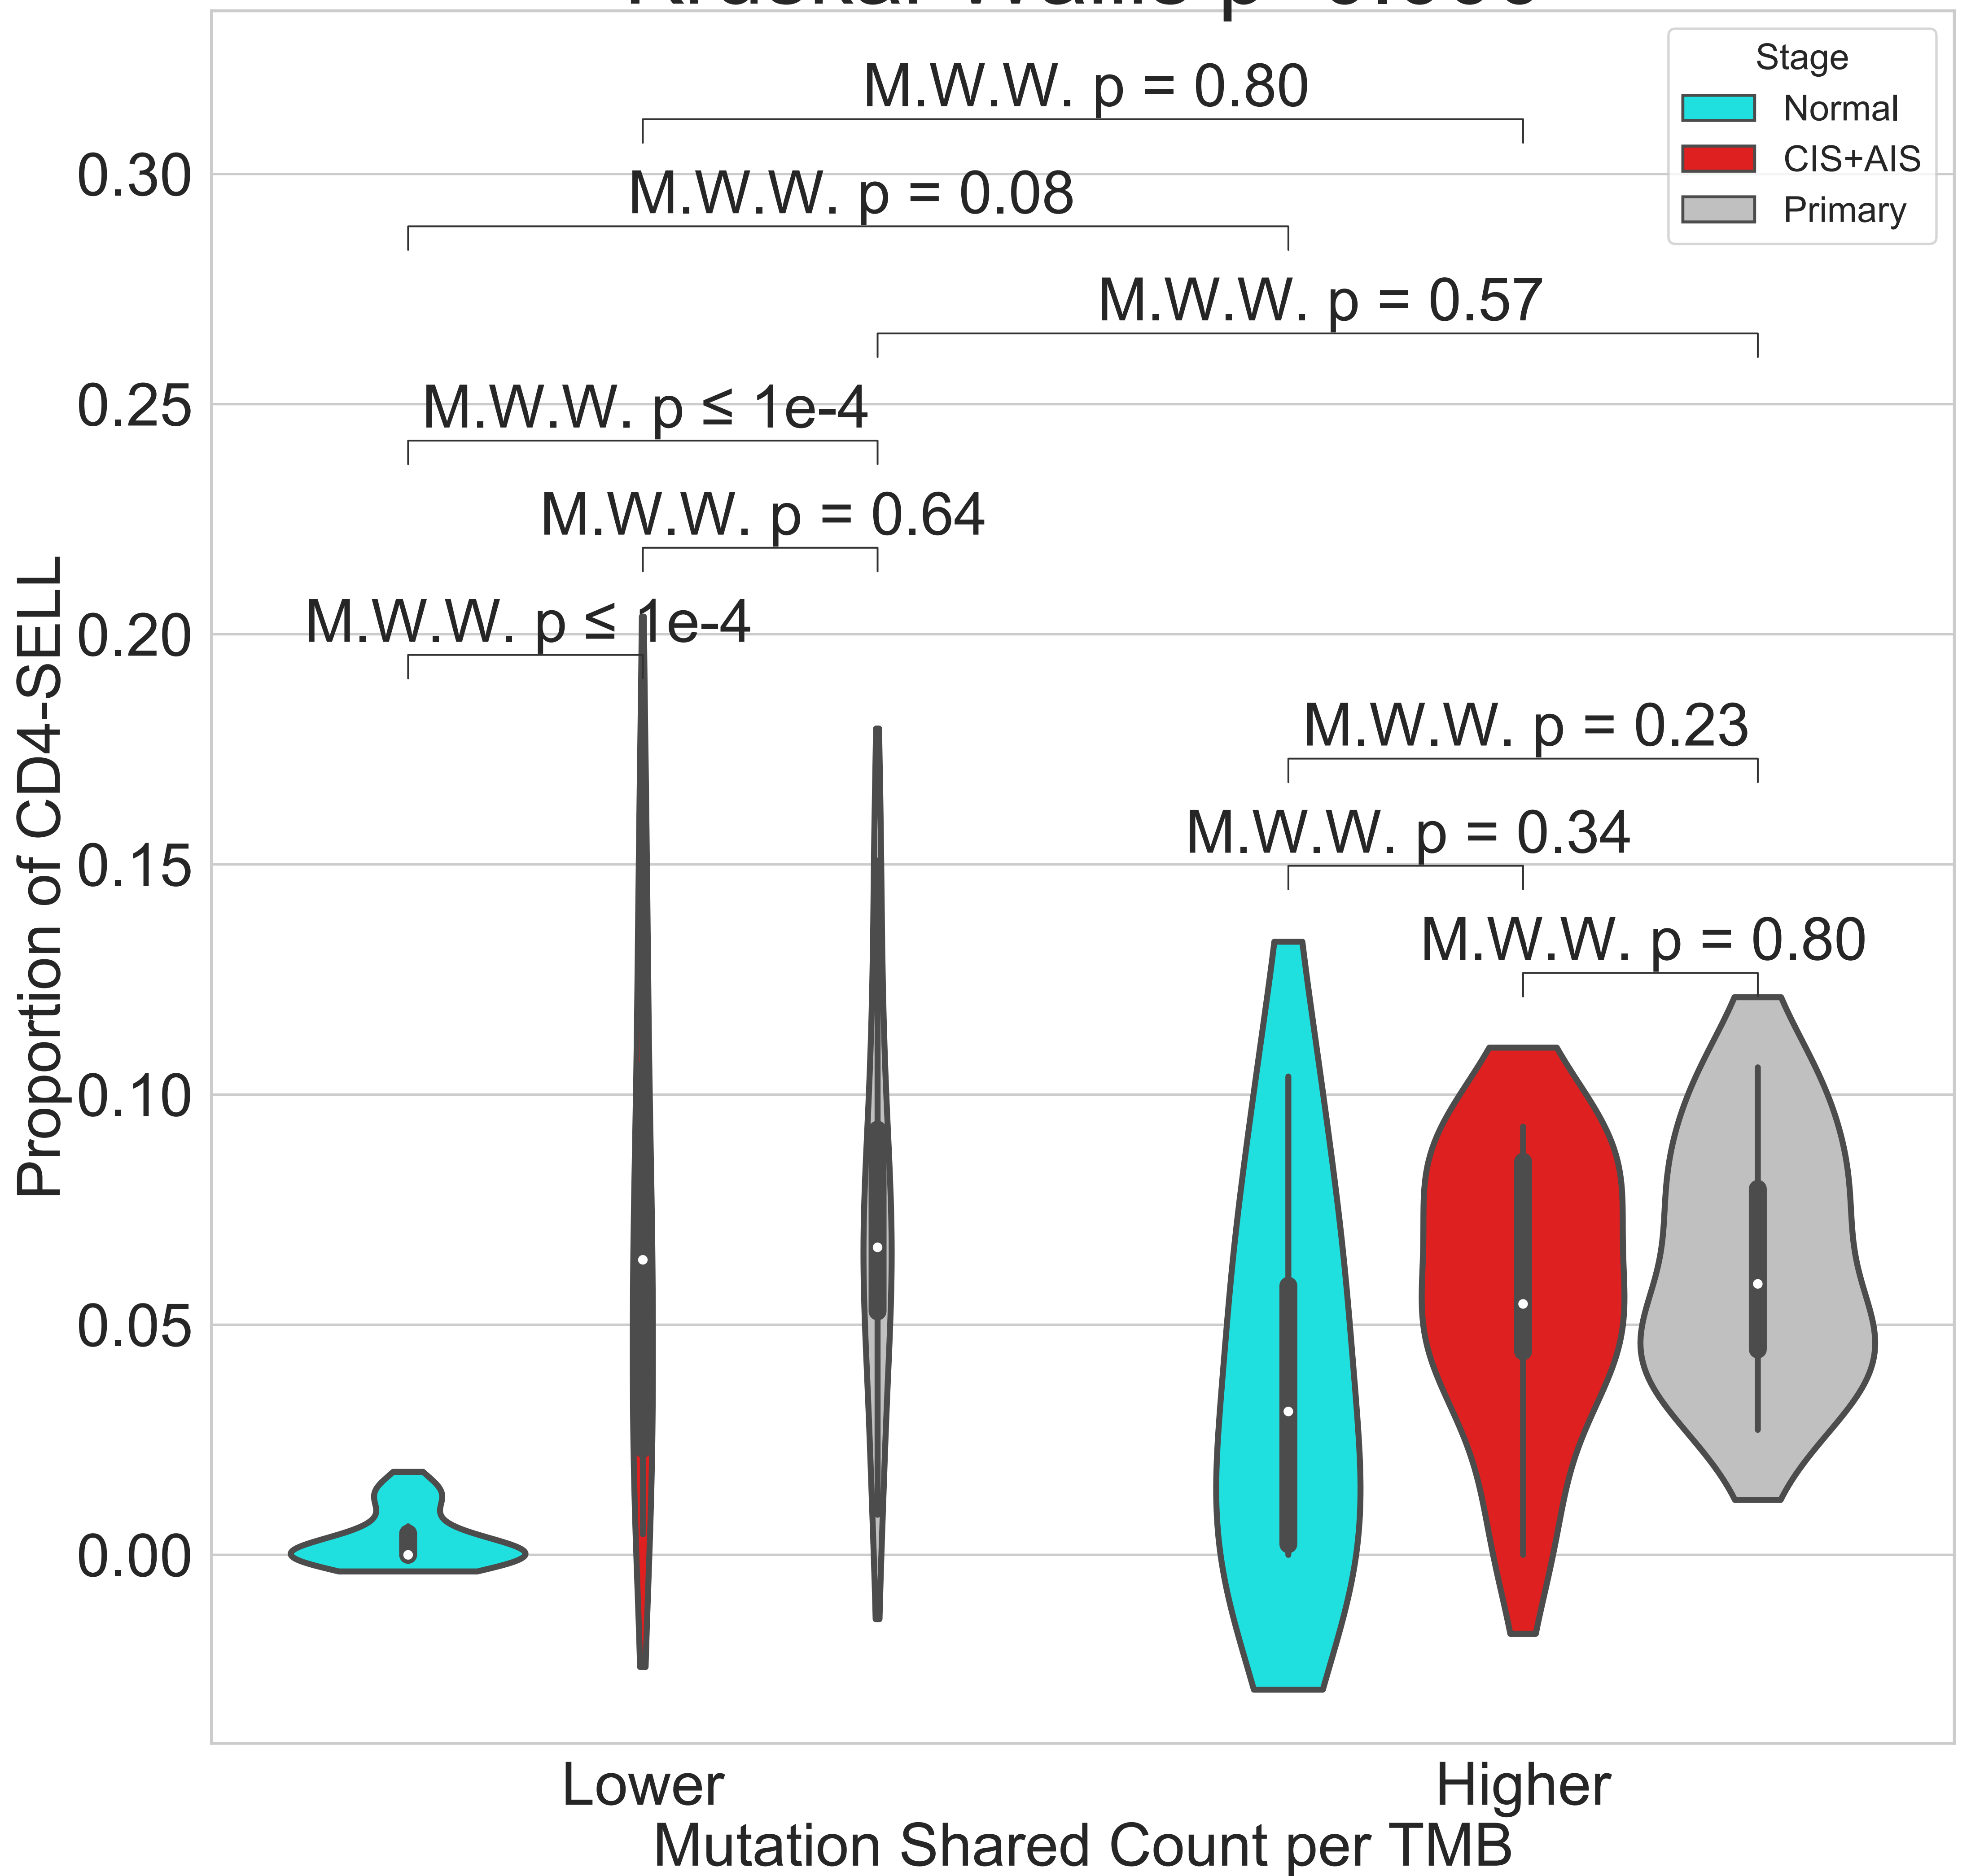 Stage
Normal
CIS+AIS
Primary
M.W.W. p = 0.80
M.W.W. p = 0.08
M.W.W. p = 0.57
M.W.W. p ≤ 1e-4
M.W.W. p = 0.64
M.W.W. p ≤ 1e-4
M.W.W. p = 0.23
M.W.W. p = 0.34
M.W.W. p = 0.80
0.30
0.25
0.20
0.15
0.10
0.05
0.00
Proportion of CD4-SELL
Lower
Higher
Mutation Shared Count per TMB